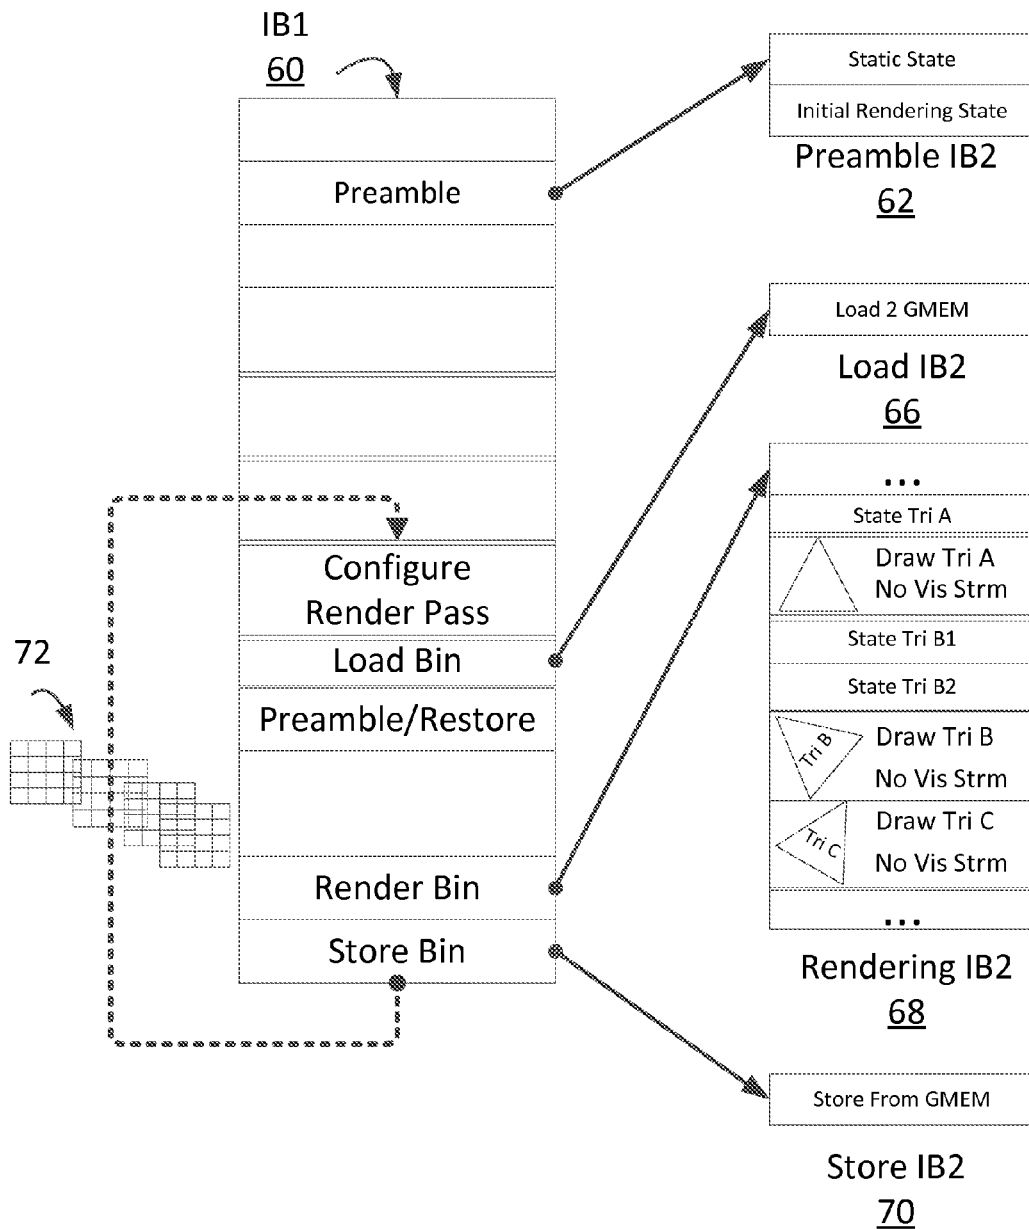 IB1
60
Preamble
Configure
Render Pass
Load Bin
Preamble/Restore
Render Bin
Store Bin
72
Static State
Initial Rendering State
Preamble IB2
62
Load 2 GMEM
Load IB2
66
...
State Tri A
Draw Tri A
No Vis Strm
State Tri B1
State Tri B2
Tri B
Draw Tri B
No Vis Strm
Tri C
Draw Tri C
No Vis Strm
...
Rendering IB2
68
Store From GMEM
Store IB2
70